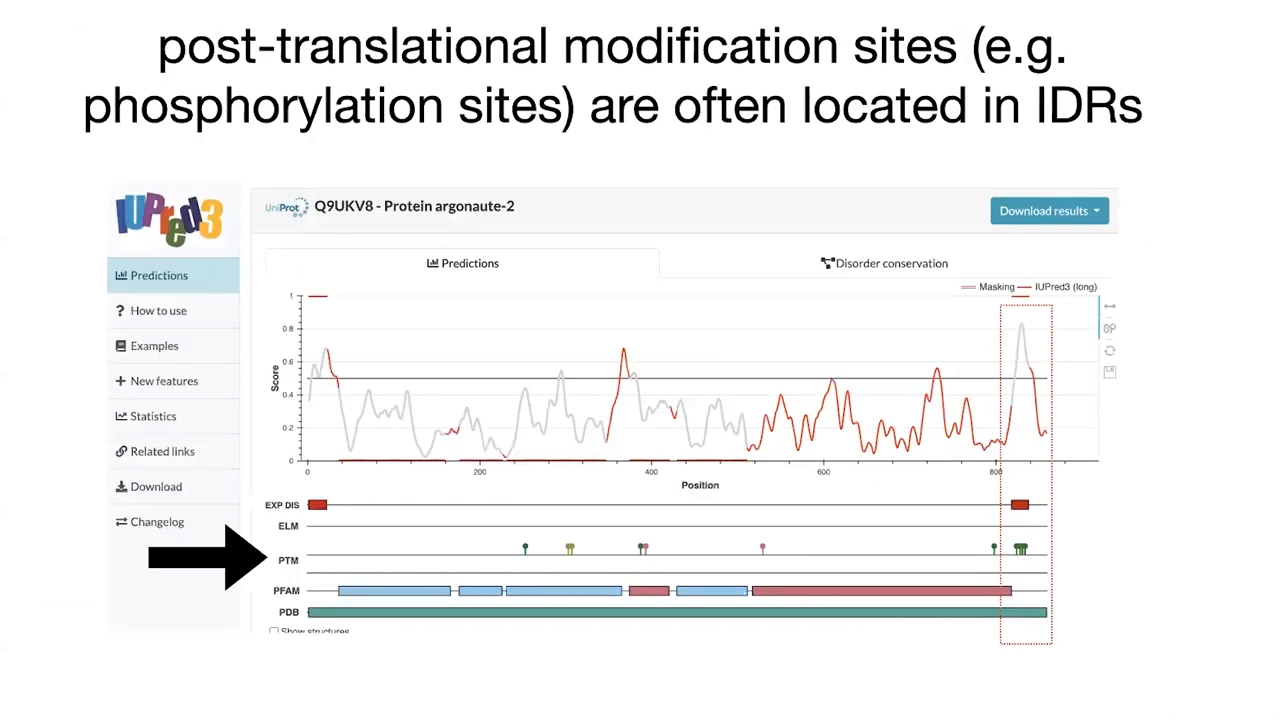 post-translational modification sites (e.g.
phosphorylation sites) are often located in IDRs
IUPred3
UniProt
Q9UKV8 - Protein argonaute-2
Download results
Predictions
How to use
Examples
New features
Statistics
Related links
Download
Changelog
Predictions
Disorder conservation
Masking
IUPred3 (long)
1
0.8
0.6
0.4
0.2
0
Score
0
200
400
600
800
Position
EXP DIS
ELM
PTM
PFAM
PDB
Show structures